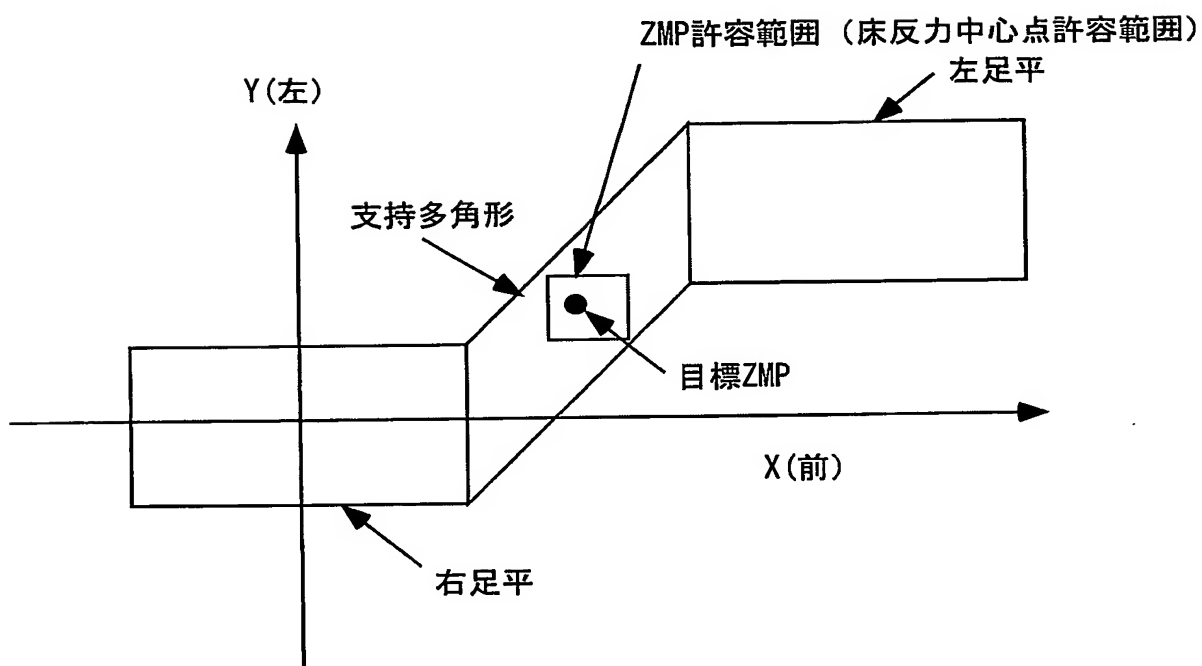 ZMP許容範囲（床反力中心点許容範囲）
左足平
Y(左)
支持多角形
目標ZMP
X(前)
右足平